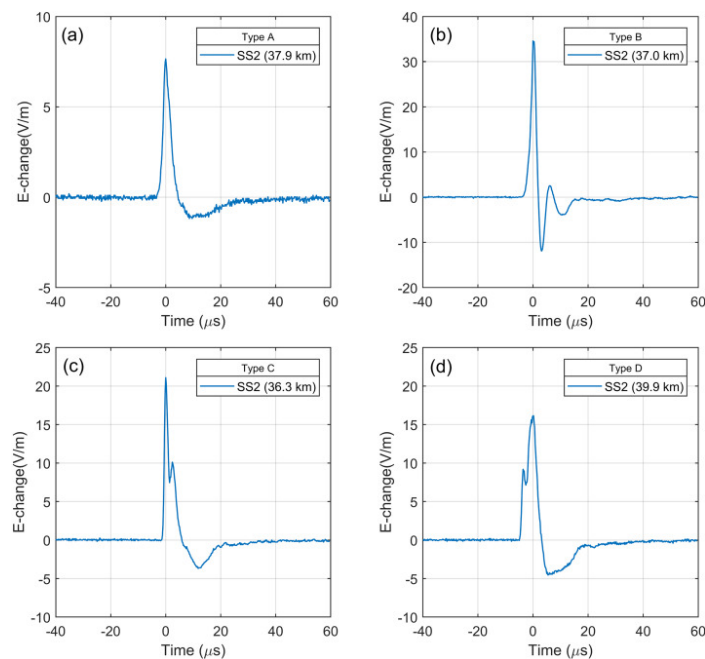 (a)
Type A
SS2 (37.9 km)
E-change(V/m)
10
5
0
-5
-40 -20 0 20 40 60
Time (μs)
(b)
Type B
SS2 (37.0 km)
E-change(V/m)
40
30
20
10
0
-10
-20
-40 -20 0 20 40 60
Time (μs)
(c)
Type C
SS2 (36.3 km)
E-change(V/m)
25
20
15
10
5
0
-5
-10
-40 -20 0 20 40 60
Time (μs)
(d)
Type D
SS2 (39.9 km)
E-change(V/m)
25
20
15
10
5
0
-5
-10
-40 -20 0 20 40 60
Time (μs)